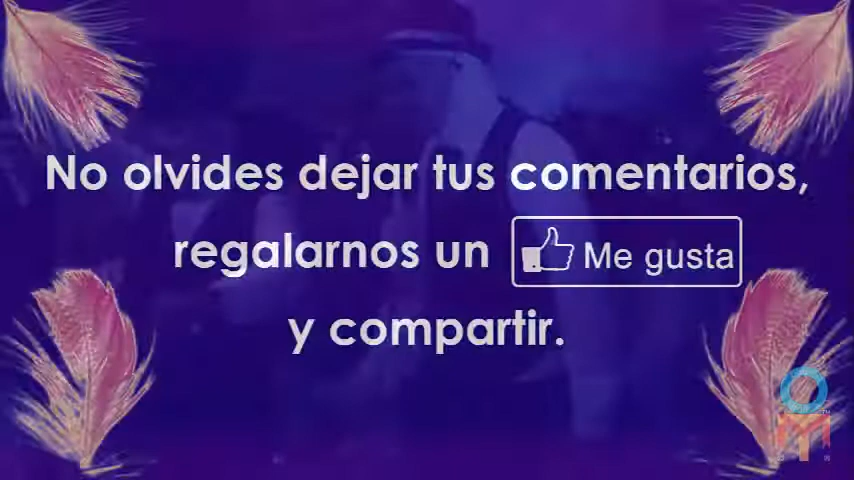 No olvides dejar tus comentarios,
regalarnos un Me gusta
y compartir.